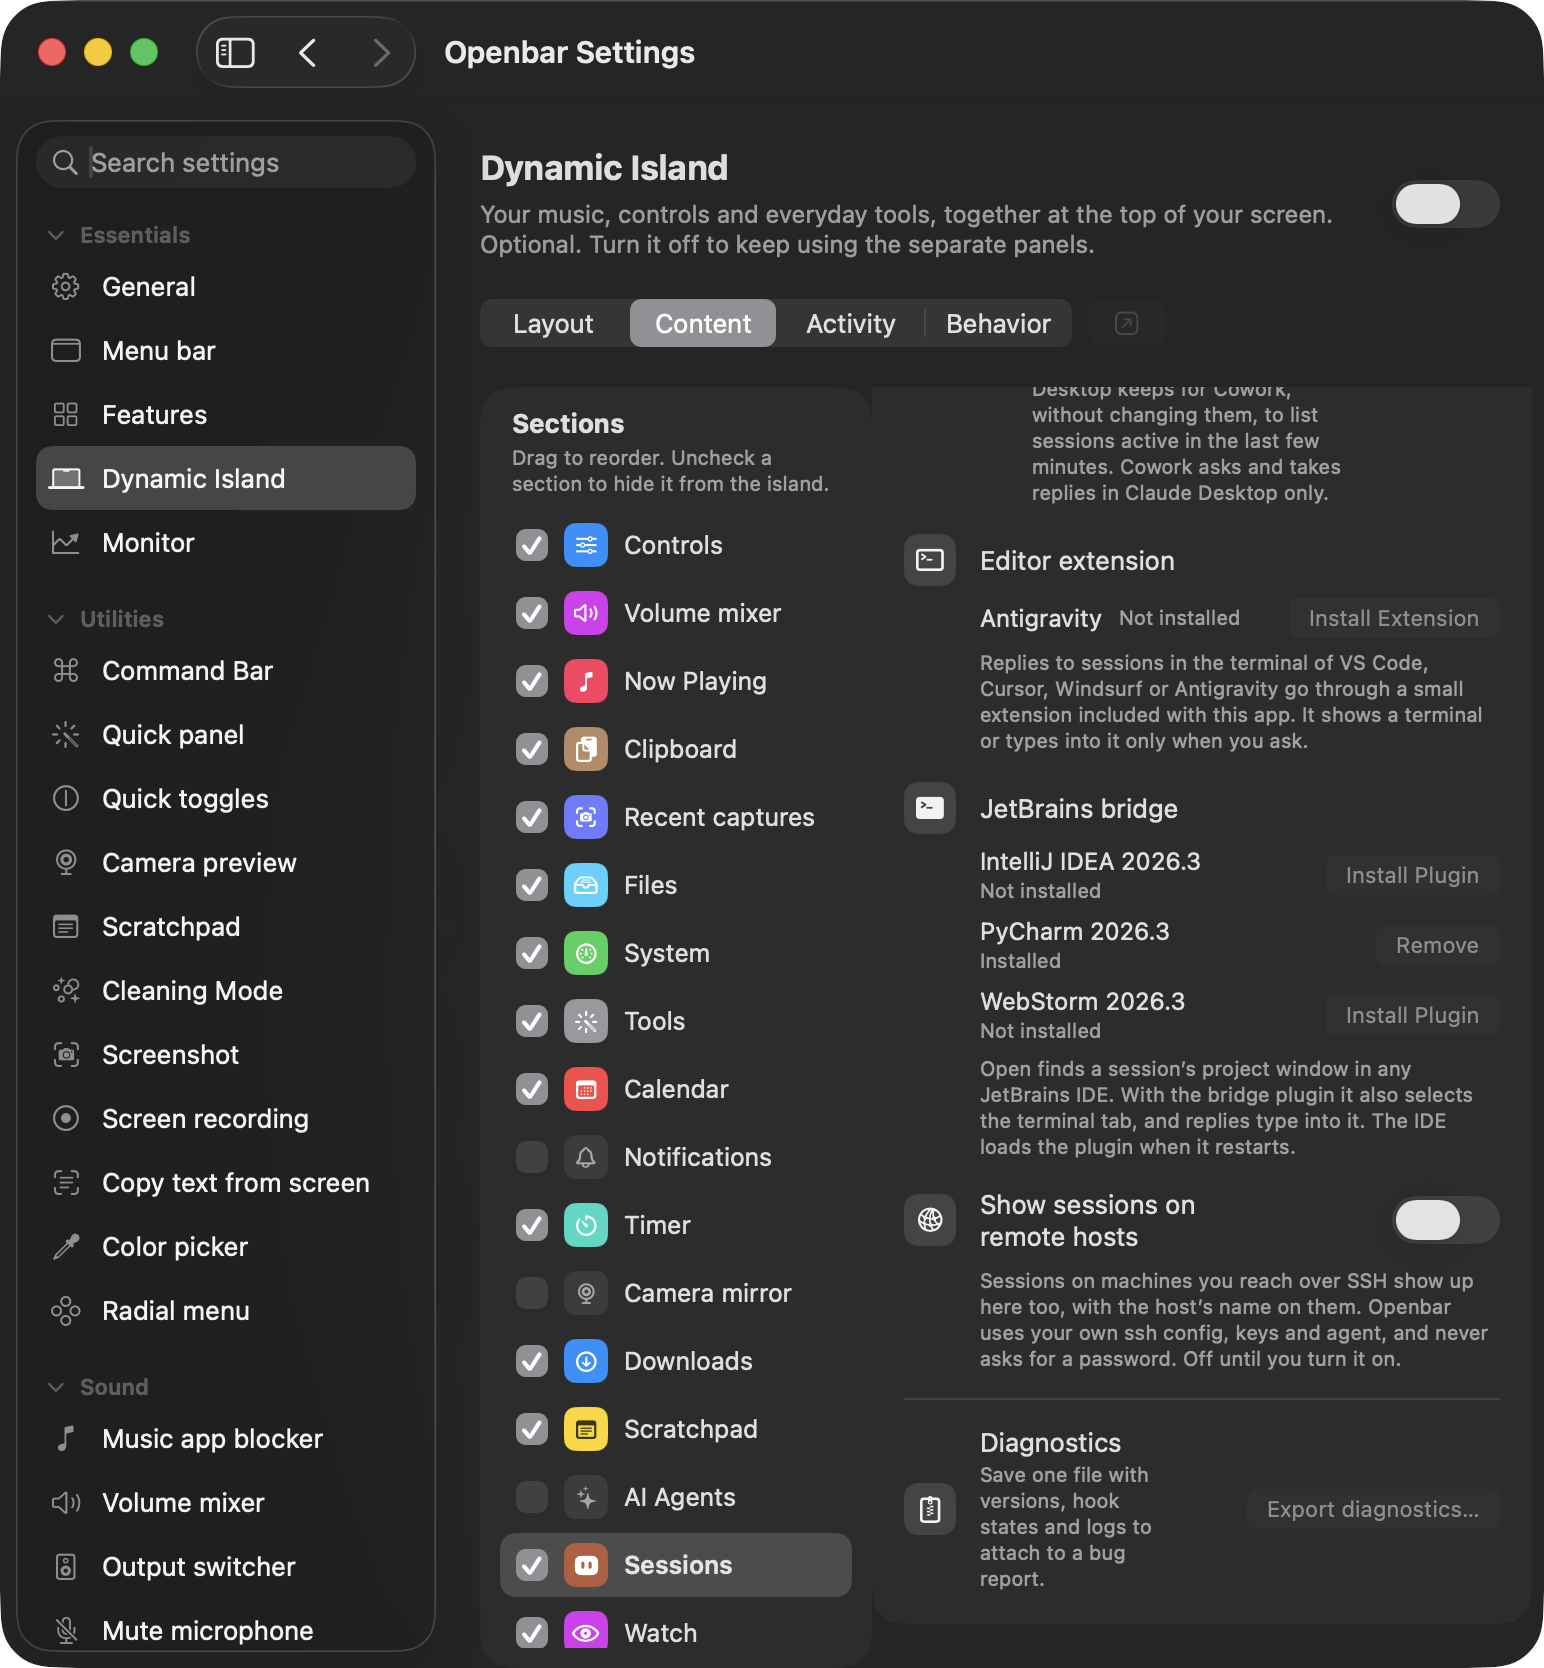 Openbar Settings
Search settings
Essentials
General
Menu bar
Features
Dynamic Island
Monitor
Utilities
Command Bar
Quick panel
Quick toggles
Camera preview
Scratchpad
Cleaning Mode
Screenshot
Screen recording
Copy text from screen
Color picker
Radial menu
Sound
Music app blocker
Volume mixer
Output switcher
Mute microphone
Dynamic Island
Your music, controls and everyday tools, together at the top of your screen.
Optional. Turn it off to keep using the separate panels.
Layout
Content
Activity
Behavior
Sections
Drag to reorder. Uncheck a
section to hide it from the island.
Controls
Volume mixer
Now Playing
Clipboard
Recent captures
Files
System
Tools
Calendar
Notifications
Timer
Camera mirror
Downloads
Scratchpad
AI Agents
Sessions
Watch
Desktop keeps for Cowork,
without changing them, to list
sessions active in the last few
minutes. Cowork asks and takes
replies in Claude Desktop only.
Editor extension
Antigravity Not installed Install Extension
Replies to sessions in the terminal of VS Code,
Cursor, Windsurf or Antigravity go through a small
extension included with this app. It shows a terminal
or types into it only when you ask.
JetBrains bridge
IntelliJ IDEA 2026.3
Not installed
Install Plugin
PyCharm 2026.3
Installed
Remove
WebStorm 2026.3
Not installed
Install Plugin
Open finds a session's project window in any
JetBrains IDE. With the bridge plugin it also selects
the terminal tab, and replies type into it. The IDE
loads the plugin when it restarts.
Show sessions on
remote hosts
Sessions on machines you reach over SSH show up
here too, with the host's name on them. Openbar
uses your own ssh config, keys and agent, and never
asks for a password. Off until you turn it on.
Diagnostics
Save one file with
versions, hook
states and logs to
attach to a bug
report.
Export diagnostics...